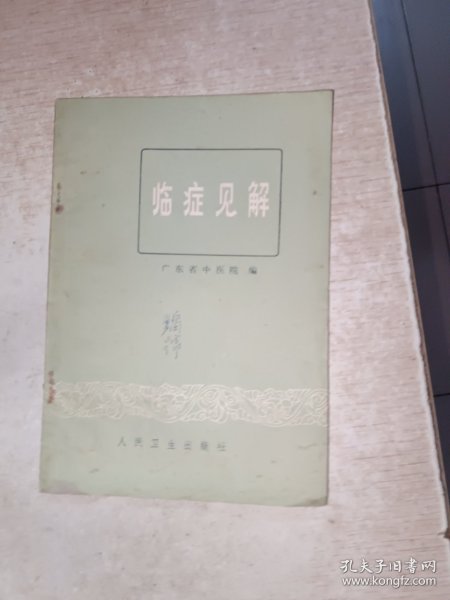 临症见解
广东省中医院 编
人民卫生出版社
孔夫子旧书网
www.kongfz.com